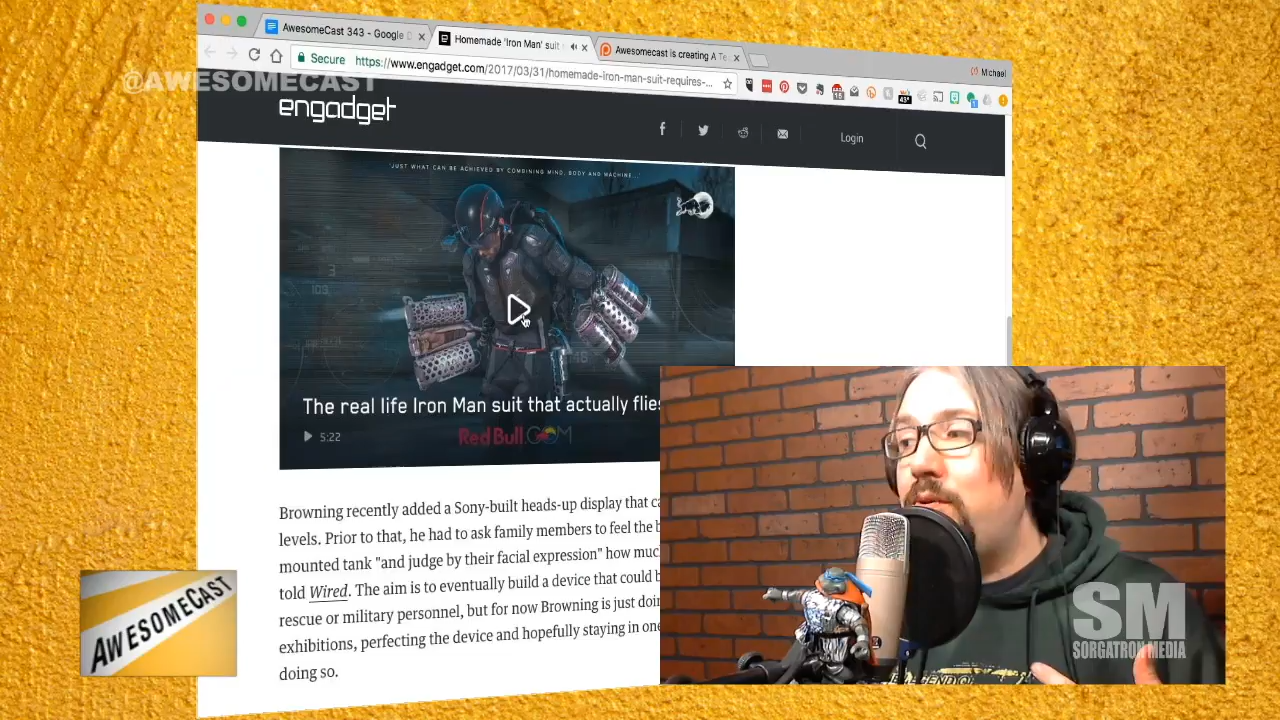 AwesomeCast 343 - Google D
Homemade 'Iron Man' suit
Awesomecast is creating A Te
Michael
Secure
https://www.engadget.com/2017/03/31/homemade-iron-man-suit-requires-...
@AWESOMECAST
engadget
Login
'JUST WHAT CAN BE ACHIEVED BY COMBINING MIND, BODY AND MACHINE...'
The real life Iron Man suit that actually flies
5:22
RedBull.COM
Browning recently added a Sony-built heads-up display that ca
levels. Prior to that, he had to ask family members to feel the b
mounted tank "and judge by their facial expression" how much
told Wired. The aim is to eventually build a device that could b
rescue or military personnel, but for now Browning is just doin
exhibitions, perfecting the device and hopefully staying in one
doing so.
AWESOMECAST
SM
SORGATRON MEDIA